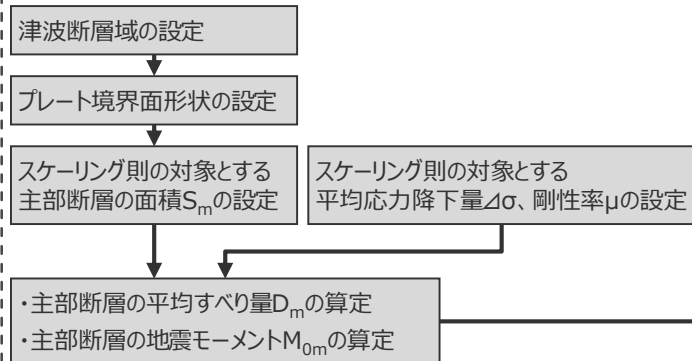 津波断層域の設定
プレート境界面形状の設定
スケーリング則の対象とする
主部断層の面積Smの設定
スケーリング則の対象とする
平均応力降下量⊿σ、剛性率μの設定
・主部断層の平均すべり量Dmの算定
・主部断層の地震モーメントM0mの算定